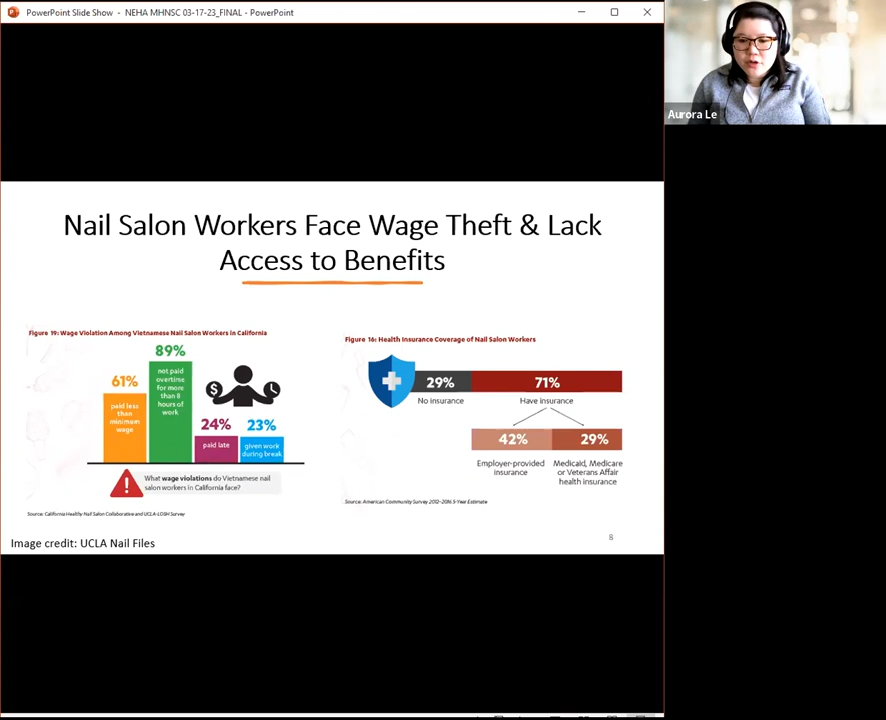 PowerPoint Slide Show - NEHA MHNSC 03-17-23_FINAL - PowerPoint
Aurora Le
Nail Salon Workers Face Wage Theft & Lack
Access to Benefits
Figure 19: Wage Violation Among Vietnamese Nail Salon Workers in California
89%
not paid
overtime
for more
than 8
hours of
work
61%
paid less
than
minimum
wage
$
24%
paid late
23%
given work
during break
!
What wage violations do Vietnamese nail
salon workers in California face?
Source: California Healthy Nail Salon Collaborative and UCLA-LOSH Survey
Figure 16: Health Insurance Coverage of Nail Salon Workers
29%
71%
No insurance
Have insurance
42%
29%
Employer-provided
insurance
Medicaid, Medicare
or Veterans Affair
health insurance
Source: American Community Survey 2012-2016 5-Year Estimate
8
Image credit: UCLA Nail Files